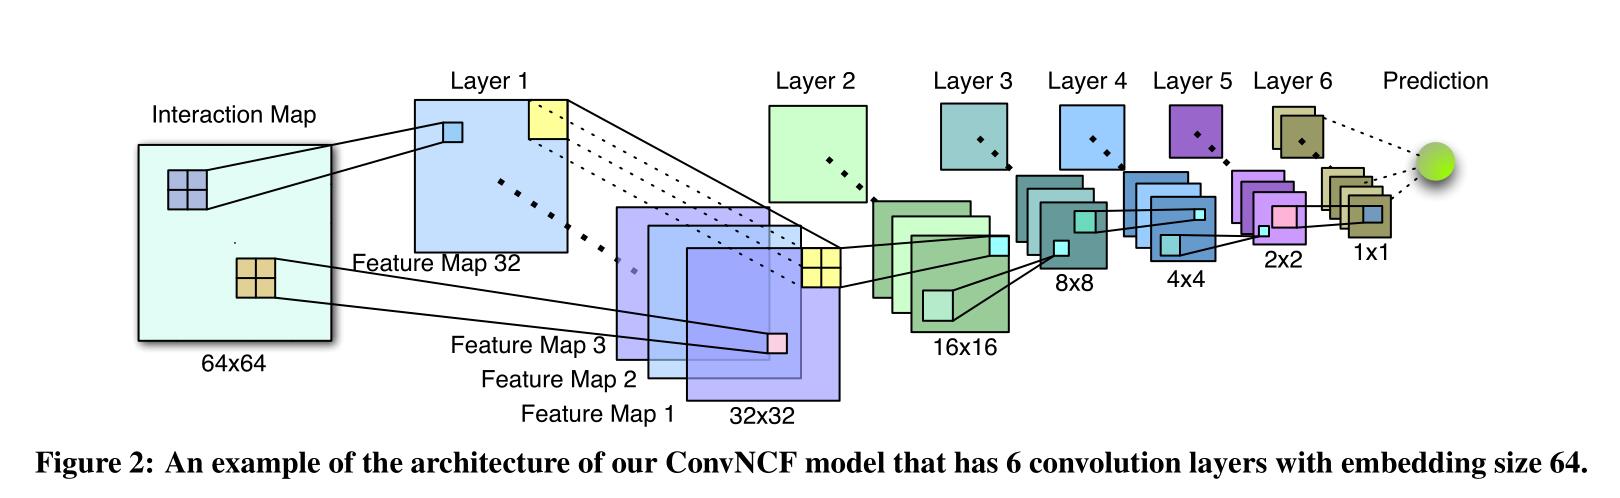 Layer 1
Layer 2
Layer 3
Layer 4
Layer 5
Layer 6
Prediction
Interaction Map
Feature Map 32
1x1
2x2
4x4
8x8
Feature Map 3
16x16
64x64
Feature Map 2
Feature Map 1
32x32
Figure 2: An example of the architecture of our ConvNCF model that has 6 convolution layers with embedding size 64.